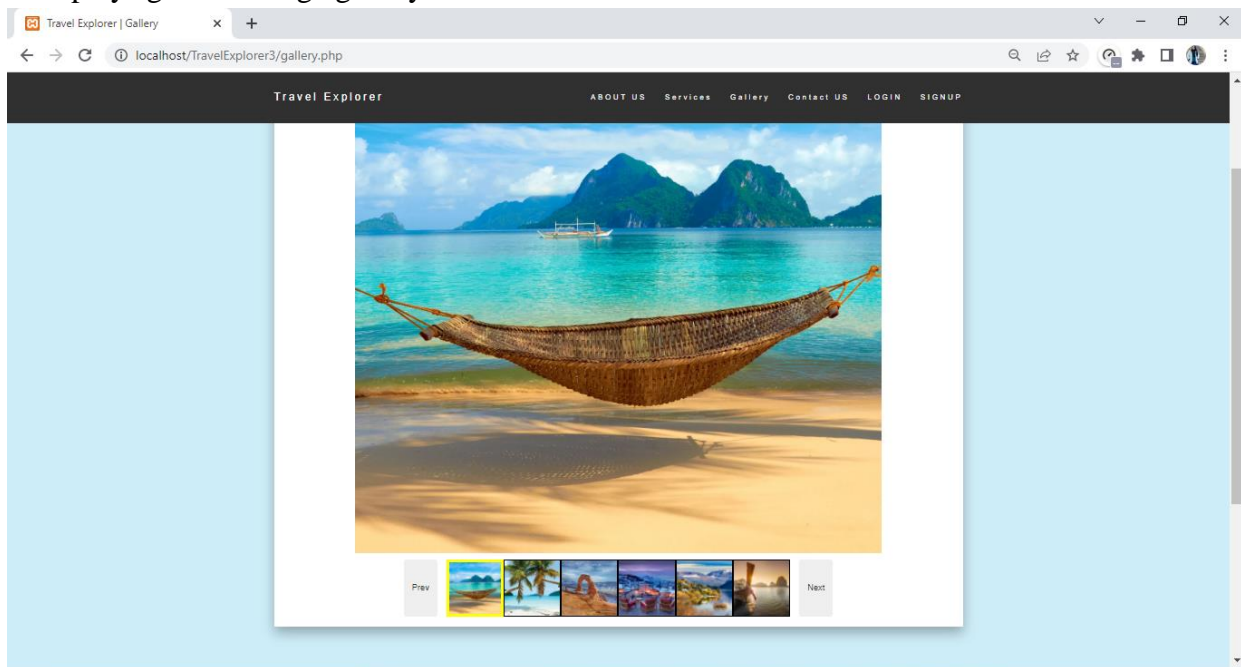 Travel Explorer | Gallery
localhost/TravelExplorer3/gallery.php
Travel Explorer ABOUT US Services Gallery Contact US LOGIN SIGNUP
Prev Next